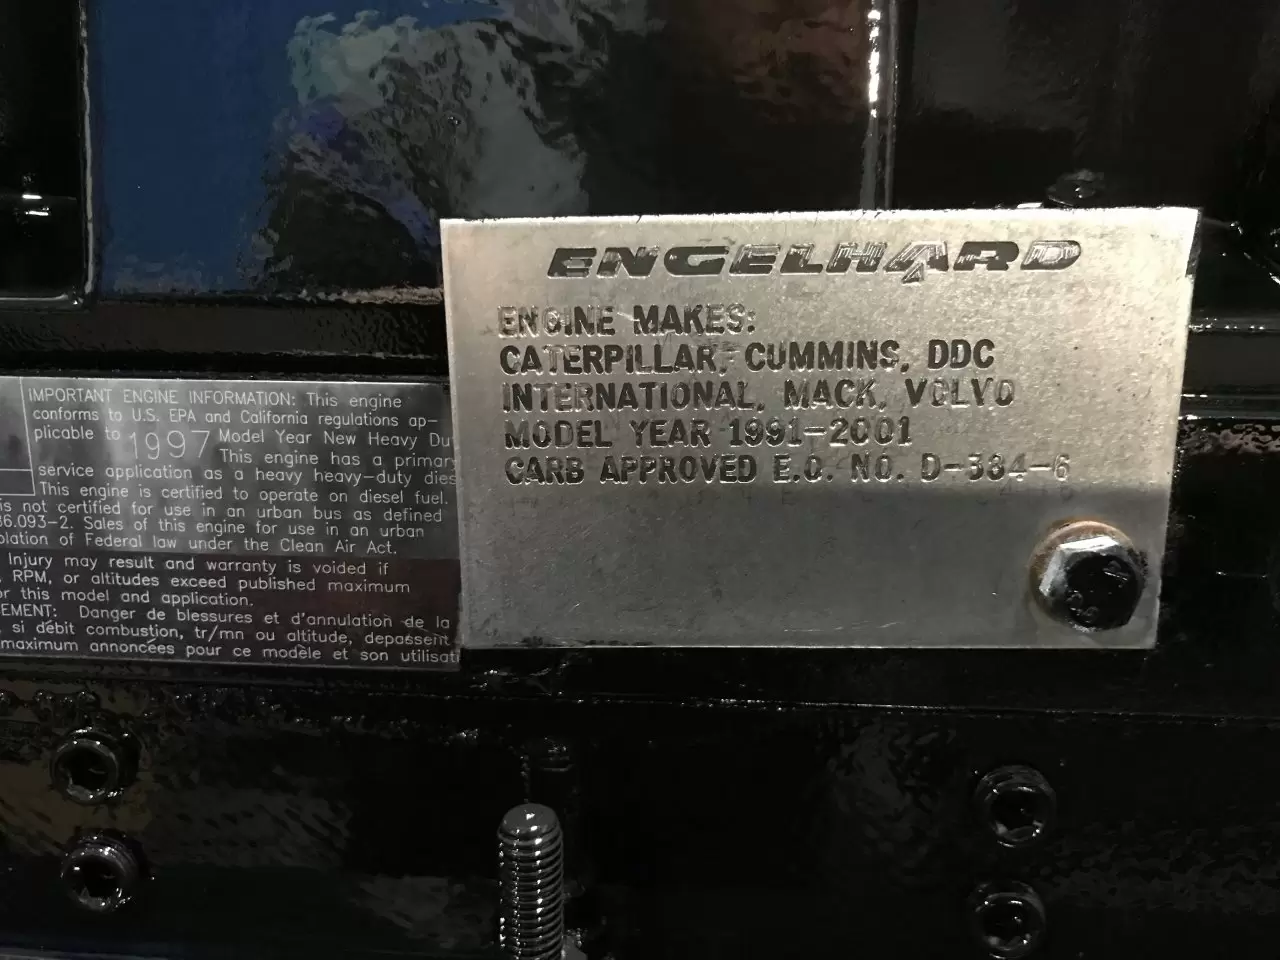 ENGELHARD
ENGINE MAKES:
CATERPILLAR, CUMMINS, DDC
INTERNATIONAL, MACK, VOLVO
MODEL YEAR 1991-2001
CARB APPROVED E.O. NO. D-384-6
IMPORTANT ENGINE INFORMATION: This engine
conforms to U.S. EPA and California regulations ap-
plicable to 1997 Model Year New Heavy Du
This engine has a primar
service application as a heavy heavy-duty dies
This engine is certified to operate on diesel fuel.
is not certified for use in an urban bus as defined
86.093-2. Sales of this engine for use in an urban
olation of Federal law under the Clean Air Act.
Injury may result and warranty is voided if
, RPM, or altitudes exceed published maximum
or this model and application.
EMENT: Danger de blessures et d'annulation de la
, si débit combustion, tr/mn ou altitude, depassent
maximum annoncées pour ce modèle et son utilisati